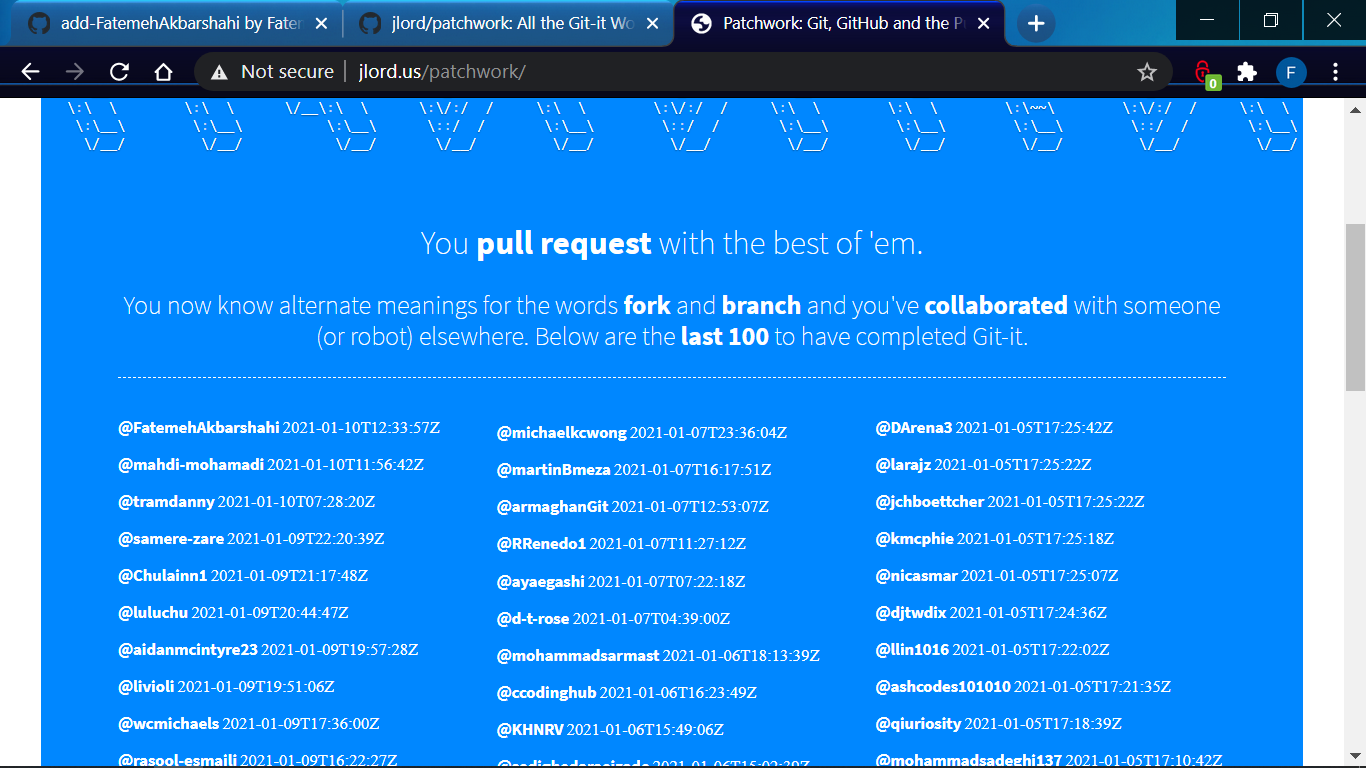 add-FatemehAkbarshahi by Fatem
jlord/patchwork: All the Git-it Wo
Patchwork: Git, GitHub and the P
Not secure
jlord.us/patchwork/
0
F
You pull request with the best of 'em.
You now know alternate meanings for the words fork and branch and you've collaborated with someone
(or robot) elsewhere. Below are the last 100 to have completed Git-it.
@FatemehAkbarshahi 2021-01-10T12:33:57Z
@mahdi-mohamadi 2021-01-10T11:56:42Z
@tramdanny 2021-01-10T07:28:20Z
@samere-zare 2021-01-09T22:20:39Z
@Chulainn1 2021-01-09T21:17:48Z
@luluchu 2021-01-09T20:44:47Z
@aidanmcintyre23 2021-01-09T19:57:28Z
@livioli 2021-01-09T19:51:06Z
@wcmichaels 2021-01-09T17:36:00Z
@rasool-esmaili 2021-01-09T16:22:27Z
@michaelkcwong 2021-01-07T23:36:04Z
@martinBmeza 2021-01-07T16:17:51Z
@armaghanGit 2021-01-07T12:53:07Z
@RRenedo1 2021-01-07T11:27:12Z
@ayaegashi 2021-01-07T07:22:18Z
@d-t-rose 2021-01-07T04:39:00Z
@mohammadsarmast 2021-01-06T18:13:39Z
@ccodinghub 2021-01-06T16:23:49Z
@KHNRV 2021-01-06T15:49:06Z
@DArena3 2021-01-05T17:25:42Z
@larajz 2021-01-05T17:25:22Z
@jchboettcher 2021-01-05T17:25:22Z
@kmcphie 2021-01-05T17:25:18Z
@nicasmar 2021-01-05T17:25:07Z
@djtwdix 2021-01-05T17:24:36Z
@llin1016 2021-01-05T17:22:02Z
@ashcodes101010 2021-01-05T17:21:35Z
@qiuriosity 2021-01-05T17:18:39Z
@mohammadsadeghi137 2021-01-05T17:10:42Z